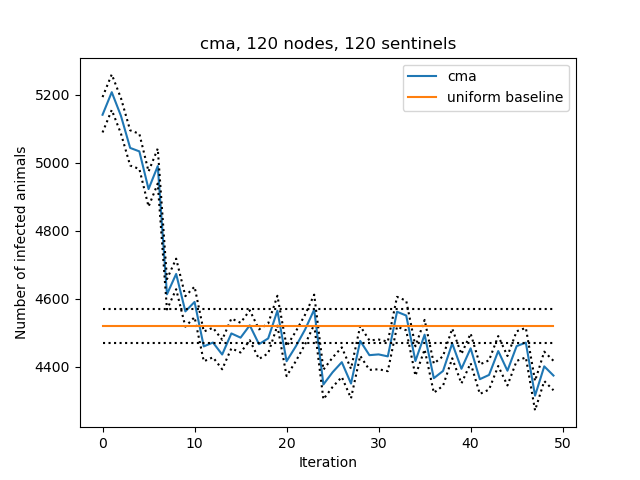 cma, 120 nodes, 120 sentinels
cma
uniform baseline
5200
5000
4800
4600
4400
Number of infected animals
0 10 20 30 40 50
Iteration